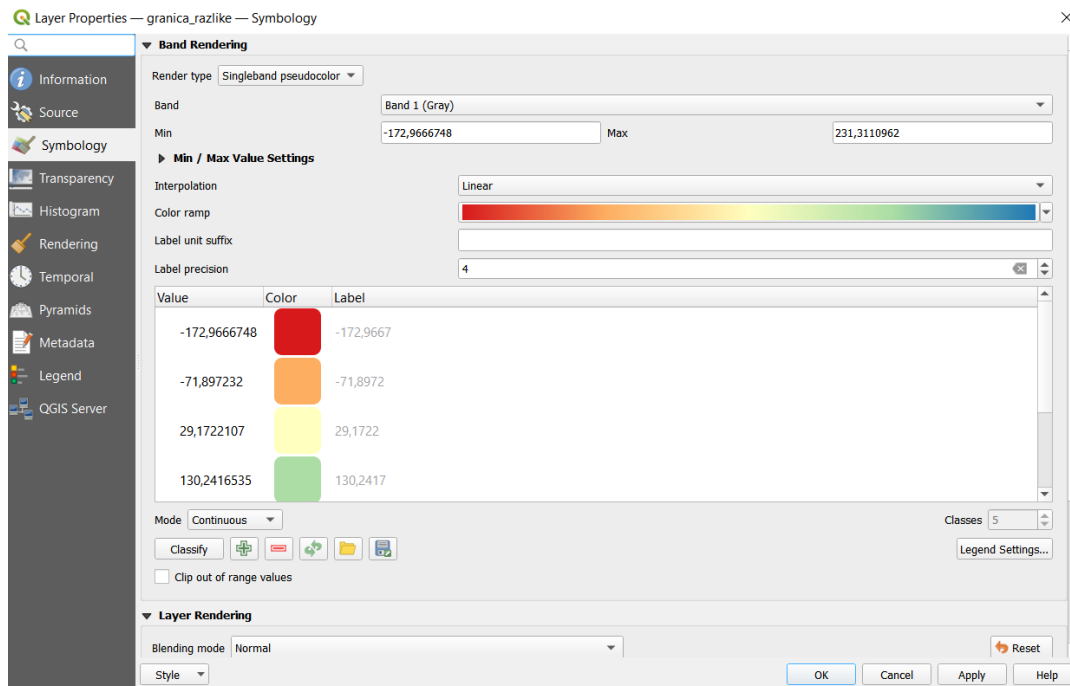 Layer Properties — granica_razlike — Symbology
Information
Source
Symbology
Transparency
Histogram
Rendering
Temporal
Pyramids
Metadata
Legend
QGIS Server
Band Rendering
Render type Singleband pseudocolor
Band Band 1 (Gray)
Min -172,9666748 Max 231,3110962
Min / Max Value Settings
Interpolation Linear
Color ramp
Label unit suffix
Label precision 4
Value Color Label
-172,9666748 -172,9667
-71,897232 -71,8972
29,1722107 29,1722
130,2416535 130,2417
Mode Continuous Classes 5
Classify Legend Settings...
Clip out of range values
Layer Rendering
Blending mode Normal Reset
Style OK Cancel Apply Help